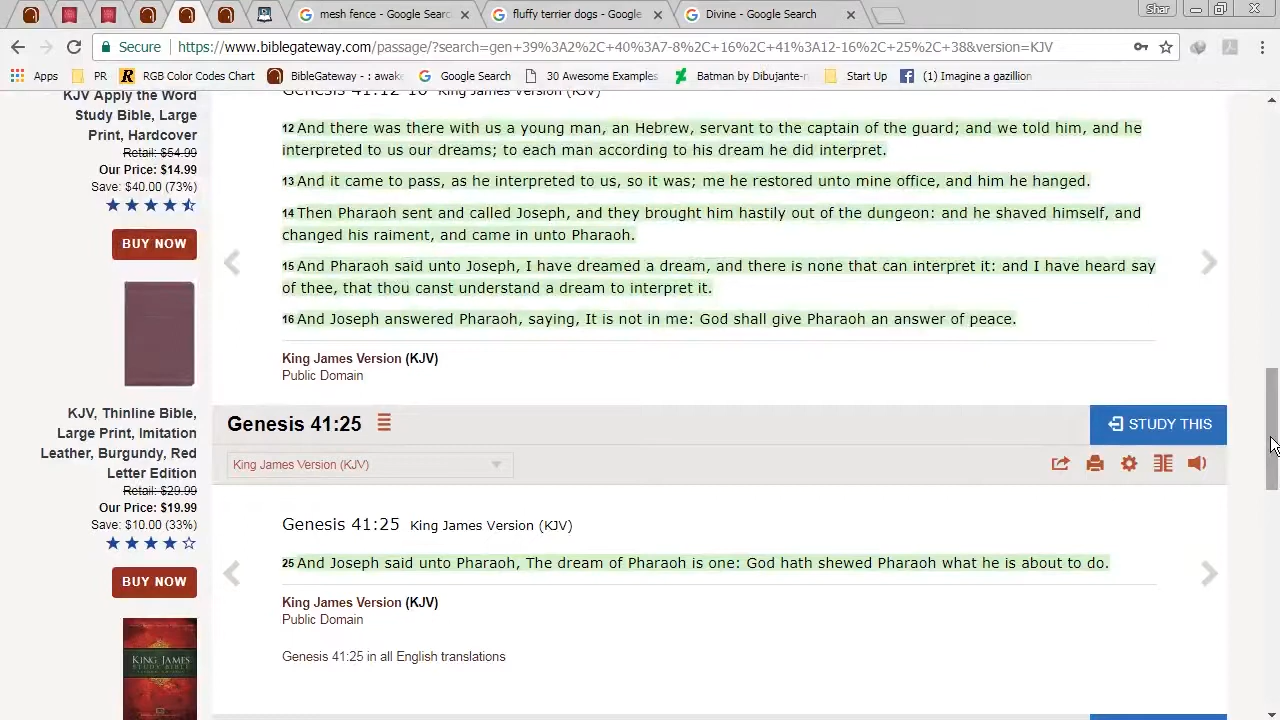 mesh fence - Google Searc
fluffy terrier dogs - Google
Divine - Google Search
Shar
Secure
https://www.biblegateway.com/passage/?search=gen+39%3A2%2C+40%3A7-8%2C+16%2C+41%3A12-16%2C+25%2C+38&version=KJV
Apps
PR
RGB Color Codes Chart
BibleGateway - : awake
Google Search
30 Awesome Examples
Bastion by Dibujante-n
Start Up
(1) Imagine a gazillion
KJV Apply the Word
Study Bible, Large
Print, Hardcover
Retail: $54.99
Our Price: $14.99
Save: $40.00 (73%)
BUY NOW
KJV, Thinline Bible,
Large Print, Imitation
Leather, Burgundy, Red
Letter Edition
Retail: $29.99
Our Price: $19.99
Save: $10.00 (33%)
BUY NOW
KING JAMES
STUDY BIBLE
Genesis 41:12-16 King James Version (KJV)
12 And there was there with us a young man, an Hebrew, servant to the captain of the guard; and we told him, and he
interpreted to us our dreams; to each man according to his dream he did interpret.
13 And it came to pass, as he interpreted to us, so it was; me he restored unto mine office, and him he hanged.
14 Then Pharaoh sent and called Joseph, and they brought him hastily out of the dungeon: and he shaved himself, and
changed his raiment, and came in unto Pharaoh.
15 And Pharaoh said unto Joseph, I have dreamed a dream, and there is none that can interpret it: and I have heard say
of thee, that thou canst understand a dream to interpret it.
16 And Joseph answered Pharaoh, saying, It is not in me: God shall give Pharaoh an answer of peace.
King James Version (KJV)
Public Domain
Genesis 41:25
STUDY THIS
King James Version (KJV)
Genesis 41:25 King James Version (KJV)
25 And Joseph said unto Pharaoh, The dream of Pharaoh is one: God hath shewed Pharaoh what he is about to do.
King James Version (KJV)
Public Domain
Genesis 41:25 in all English translations